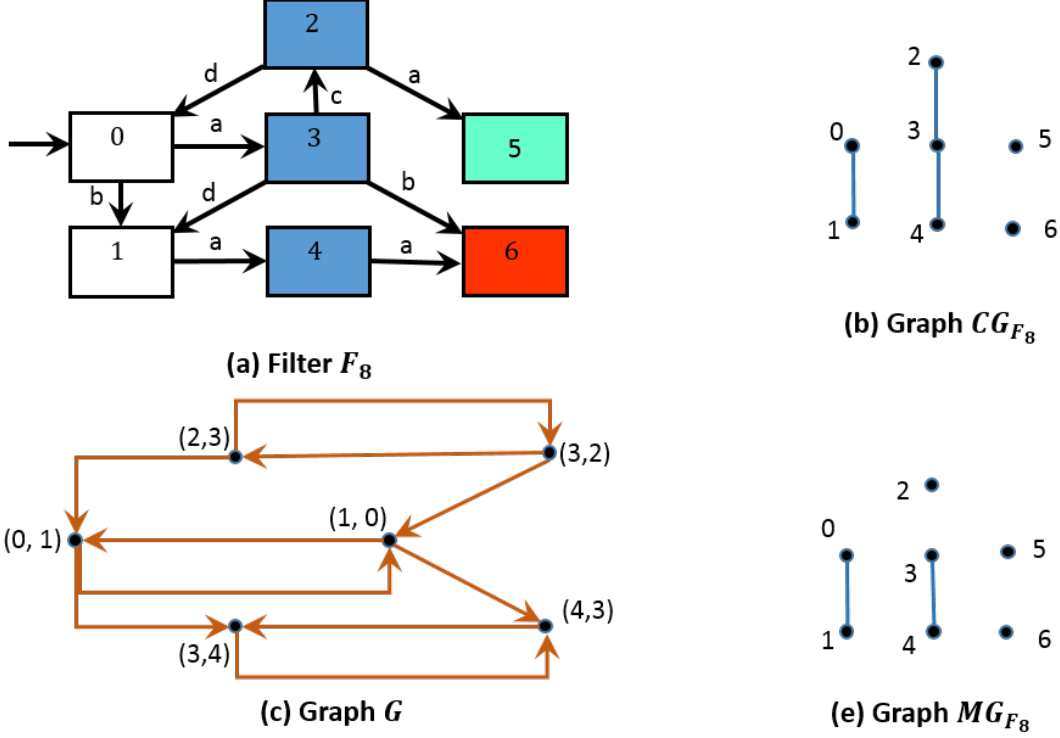 2
d
a
c
0
a
3
5
b
d
b
1
a
4
a
6
(a) Filter F₈
2
0
3
5
1
4
6
(b) Graph CG_F₈
(2,3)
(3,2)
(0, 1)
(1, 0)
(4,3)
(3,4)
(c) Graph G
2
0
3
5
1
4
6
(e) Graph MG_F₈